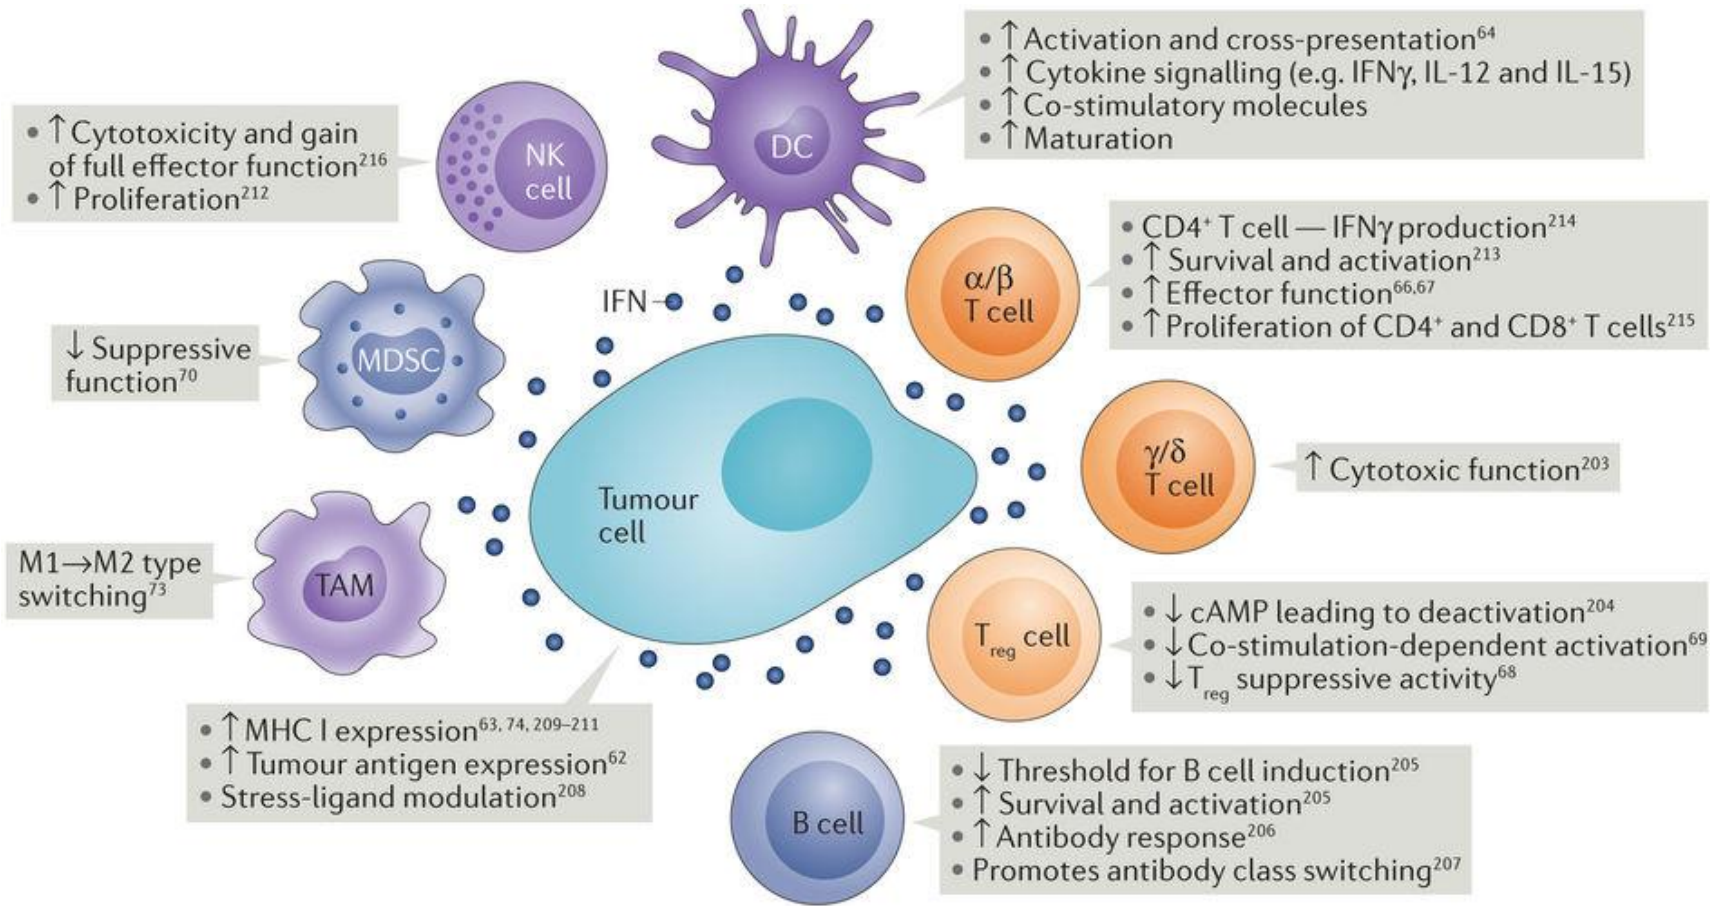 • ↑ Activation and cross-presentation64
• ↑ Cytokine signalling (e.g. IFNγ, IL-12 and IL-15)
• ↑ Co-stimulatory molecules
• ↑ Maturation
DC
• ↑ Cytotoxicity and gain
of full effector function216
• ↑ Proliferation212
NK
cell
• CD4+ T cell — IFNγ production214
• ↑ Survival and activation213
• ↑ Effector function66,67
• ↑ Proliferation of CD4+ and CD8+ T cells215
α/β
T cell
IFN
↓ Suppressive
function70
MDSC
γ/δ
T cell
↑ Cytotoxic function203
Tumour
cell
M1→M2 type
switching73
TAM
Treg cell
• ↓ cAMP leading to deactivation204
• ↓ Co-stimulation-dependent activation69
• ↓ Treg suppressive activity68
• ↑ MHC I expression63, 74, 209–211
• ↑ Tumour antigen expression62
• Stress-ligand modulation208
B cell
• ↓ Threshold for B cell induction205
• ↑ Survival and activation205
• ↑ Antibody response206
• Promotes antibody class switching207